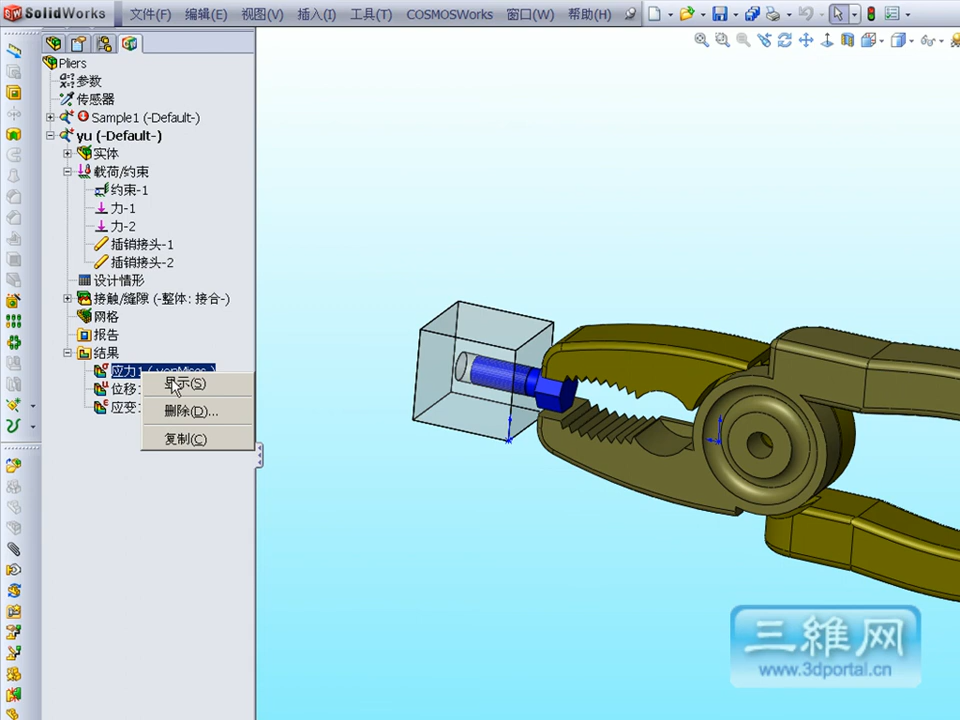 SolidWorks
文件(F) 编辑(E) 视图(V) 插入(I) 工具(T) COSMOSWorks 窗口(W) 帮助(H)
Pliers
参数
传感器
Sample1 (-Default-)
yu (-Default-)
实体
载荷/约束
约束-1
力-1
力-2
插销接头-1
插销接头-2
设计情形
接触/缝隙 (-整体: 接合-)
网格
报告
结果
应力1 (-vonMises-)
位移
应变
显示(S)
删除(D)...
复制(C)
三維网
www.3dportal.cn